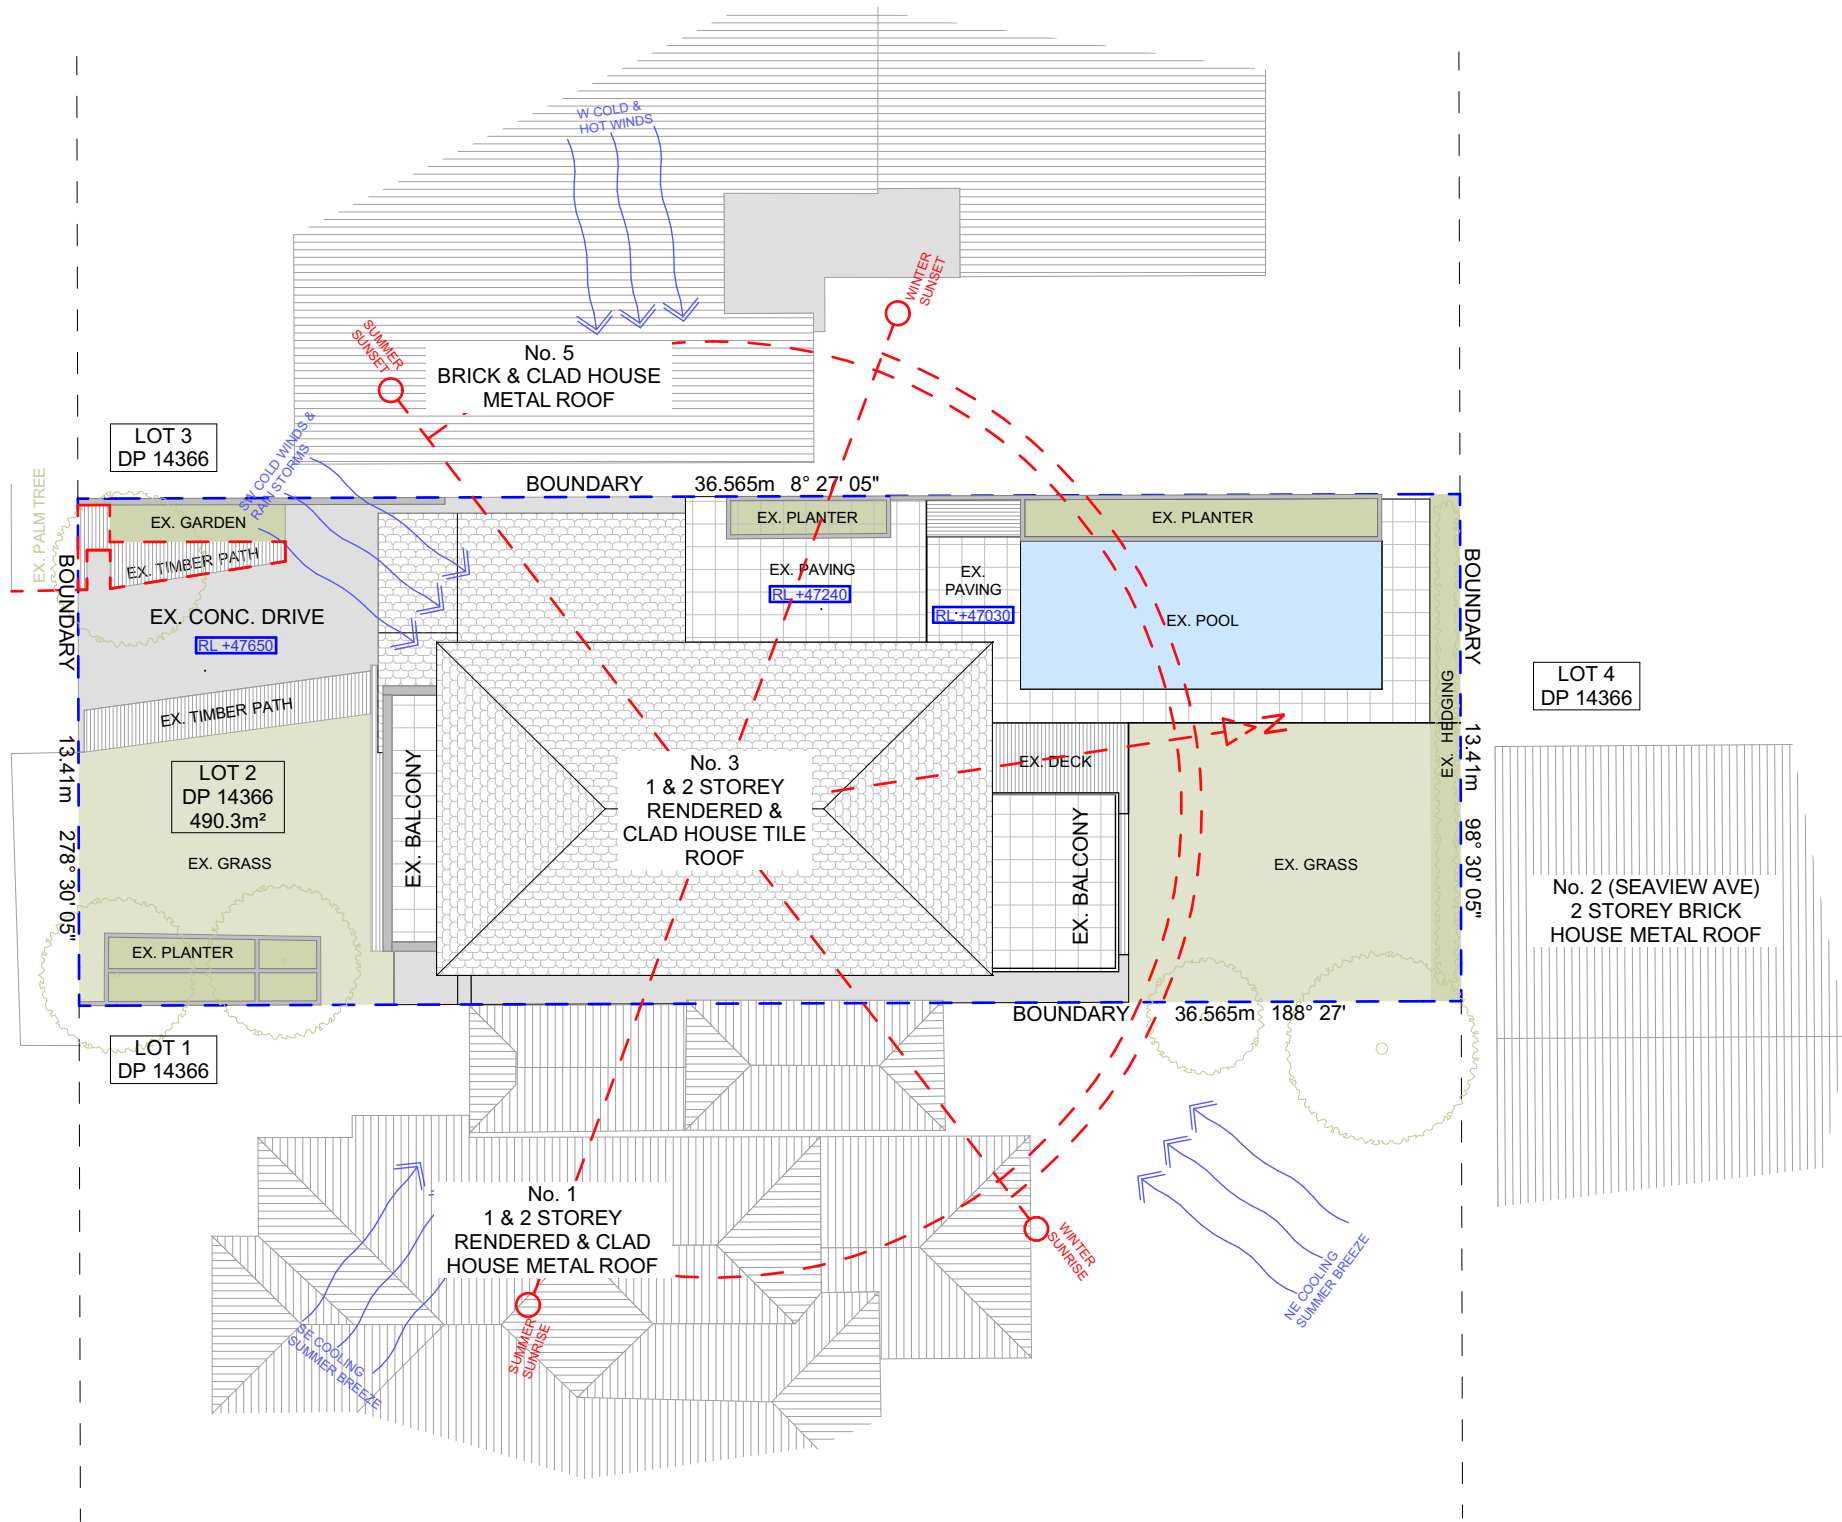 W COLD &
HOT WINDS
WINTER
SUNSET
SUMMER
SUNSET
No. 5
BRICK & CLAD HOUSE
METAL ROOF
LOT 3
DP 14366
SW COLD WINDS &
RAIN STORMS
BOUNDARY
36.565m 8° 27' 05"
EX. PALM TREE
EX. GARDEN
EX. TIMBER PATH
BOUNDARY
EX. CONC. DRIVE
RL +47650
EX. TIMBER PATH
EX. PLANTER
EX. PAVING
RL +47240
EX.
PAVING
RL +47030
EX. PLANTER
EX. POOL
BOUNDARY
EX. HEDGING
LOT 4
DP 14366
N
13.41m 278° 30' 05"
LOT 2
DP 14366
490.3m²
EX. GRASS
EX. BALCONY
No. 3
1 & 2 STOREY
RENDERED &
CLAD HOUSE TILE
ROOF
EX. DECK
EX. BALCONY
EX. GRASS
13.41m 98° 30' 05"
No. 2 (SEAVIEW AVE)
2 STOREY BRICK
HOUSE METAL ROOF
EX. PLANTER
BOUNDARY
36.565m 188° 27'
LOT 1
DP 14366
No. 1
1 & 2 STOREY
RENDERED & CLAD
HOUSE METAL ROOF
WINTER
SUNRISE
NE COOLING
SUMMER BREEZE
SE COOLING
SUMMER BREEZE
SUMMER
SUNRISE